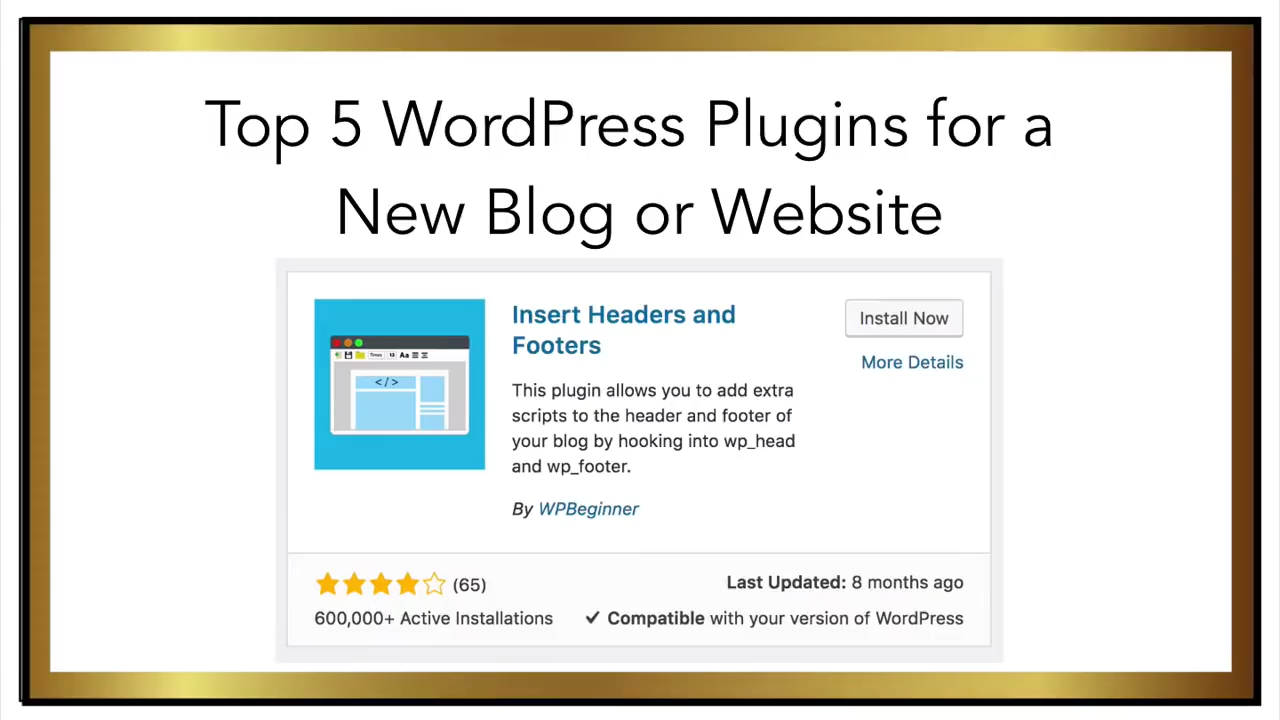 Top 5 WordPress Plugins for a
New Blog or Website
Insert Headers and
Footers
Install Now
More Details
This plugin allows you to add extra
scripts to the header and footer of
your blog by hooking into wp_head
and wp_footer.
By WPBeginner
Times 12 Aa
</>
(65)
Last Updated: 8 months ago
600,000+ Active Installations
✓ Compatible with your version of WordPress